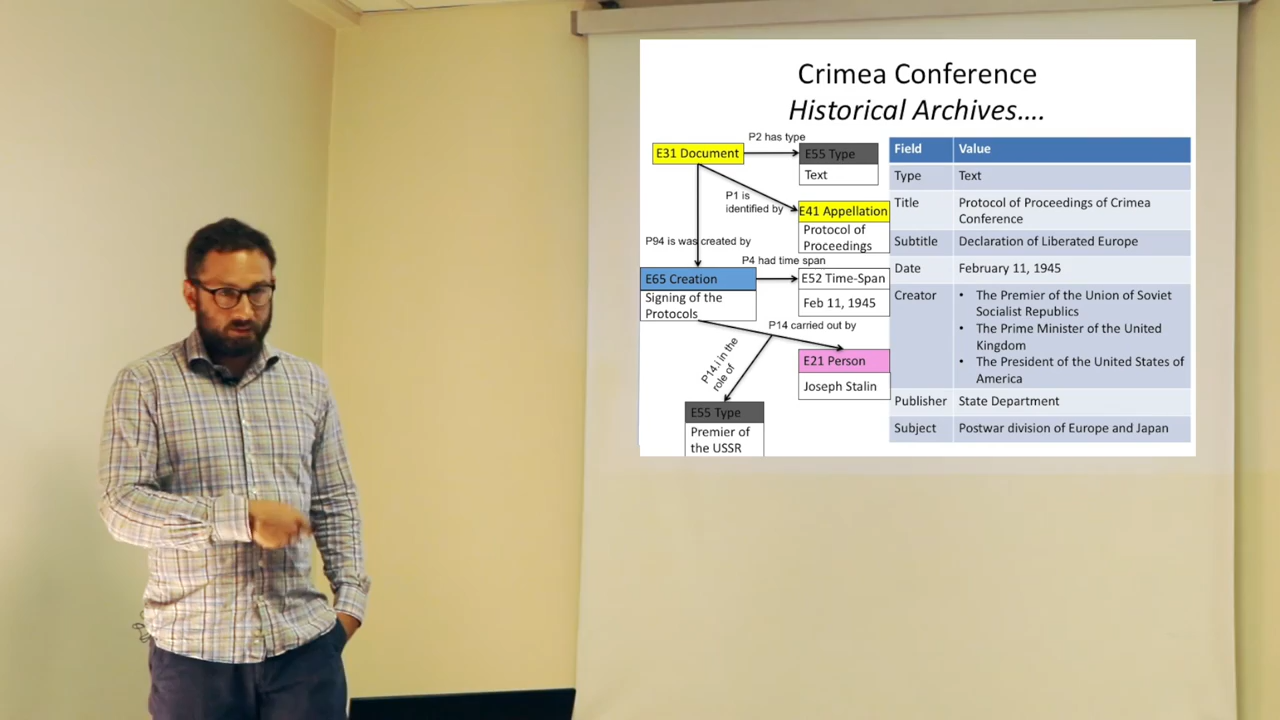 Crimea Conference
Historical Archives....
P2 has type
E31 Document
E55 Type
Text
P1 is
identified by
E41 Appellation
Protocol of
Proceedings
P94 is was created by
P4 had time span
E65 Creation
Signing of the
Protocols
E52 Time-Span
Feb 11, 1945
P14 carried out by
P14.i in the
role of
E21 Person
Joseph Stalin
E55 Type
Premier of
the USSR
Field Value
Type Text
Title Protocol of Proceedings of Crimea
Conference
Subtitle Declaration of Liberated Europe
Date February 11, 1945
Creator • The Premier of the Union of Soviet
Socialist Republics
• The Prime Minister of the United
Kingdom
• The President of the United States of
America
Publisher State Department
Subject Postwar division of Europe and Japan